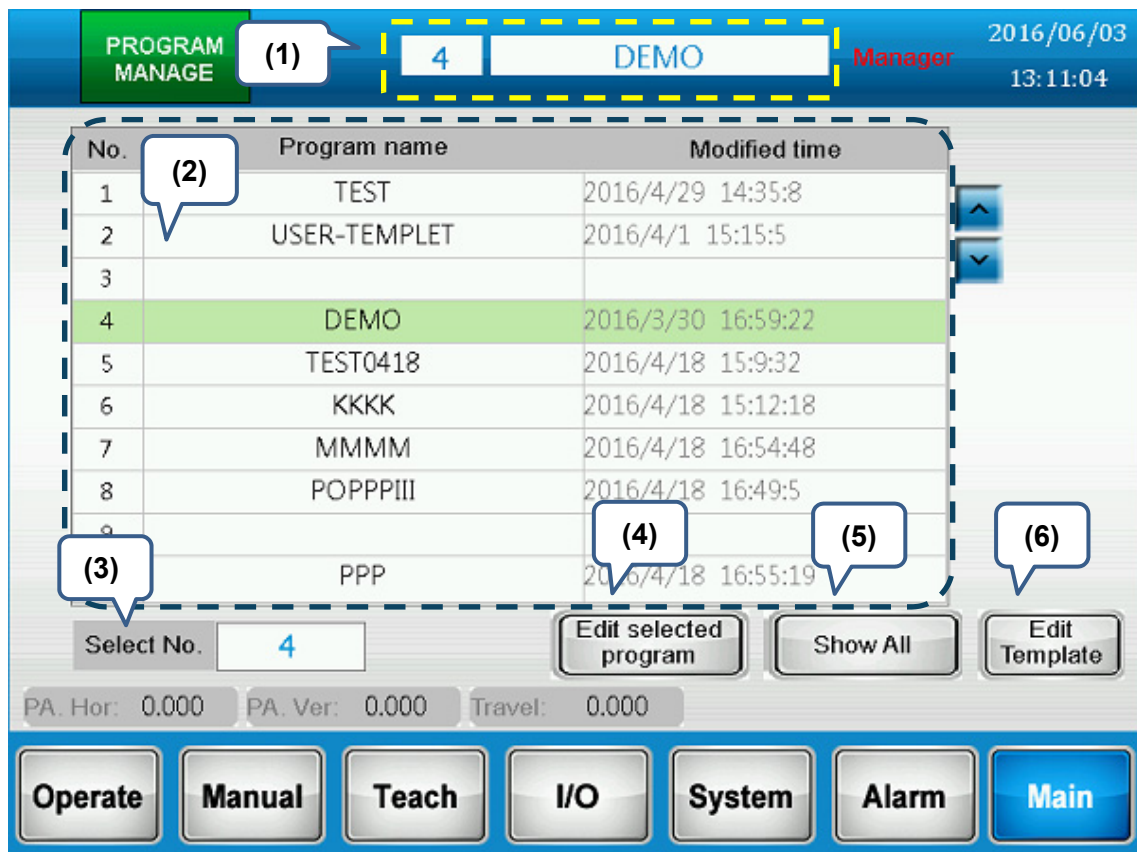 PROGRAM MANAGE (1) 4 DEMO Manager 2016/06/03
13:11:04
No. Program name Modified time
(2)
1 TEST 2016/4/29 14:35:8
2 USER-TEMPLET 2016/4/1 15:15:5
3
4 DEMO 2016/3/30 16:59:22
5 TEST0418 2016/4/18 15:9:32
6 KKKK 2016/4/18 15:12:18
7 MMMM 2016/4/18 16:54:48
8 POPPPIII 2016/4/18 16:49:5
9
(3) (4) (5) (6)
PPP 2016/4/18 16:55:19
Select No. 4 Edit selected program Show All Edit Template
PA. Hor: 0.000 PA. Ver: 0.000 Travel: 0.000
Operate Manual Teach I/O System Alarm Main